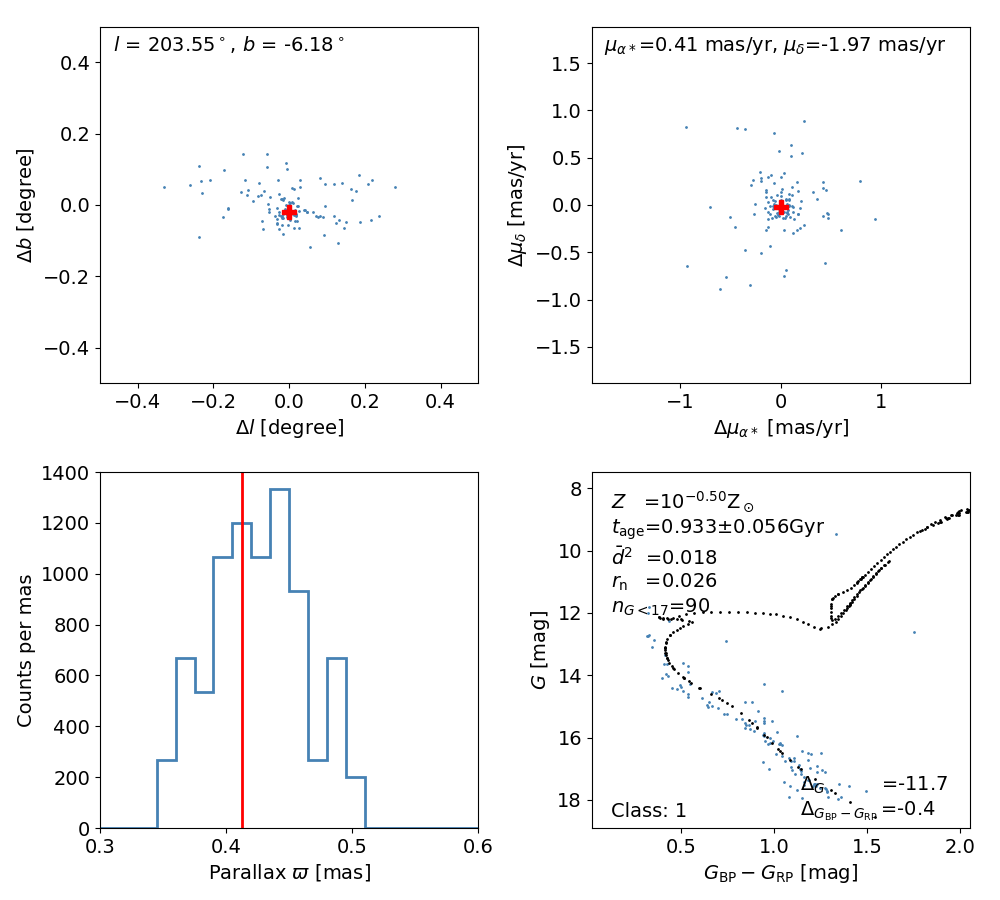 l = 203.55°, b = -6.18°
0.4
0.2
0.0
−0.2
−0.4
Δb [degree]
−0.4 −0.2 0.0 0.2 0.4
Δl [degree]
μα*=0.41 mas/yr, μδ=-1.97 mas/yr
1.5
1.0
0.5
0.0
−0.5
−1.0
−1.5
Δμδ [mas/yr]
−1 0 1
Δμα* [mas/yr]
1400
1200
1000
800
600
400
200
0
Counts per mas
0.3 0.4 0.5 0.6
Parallax ϖ [mas]
8
10
12
14
16
18
G [mag]
Z =10^−0.50Z⊙
tage=0.933±0.056Gyr
d̄² =0.018
rn =0.026
nG<17=90
ΔG =-11.7
Class: 1 ΔGBP−GRP=-0.4
0.5 1.0 1.5 2.0
GBP − GRP [mag]